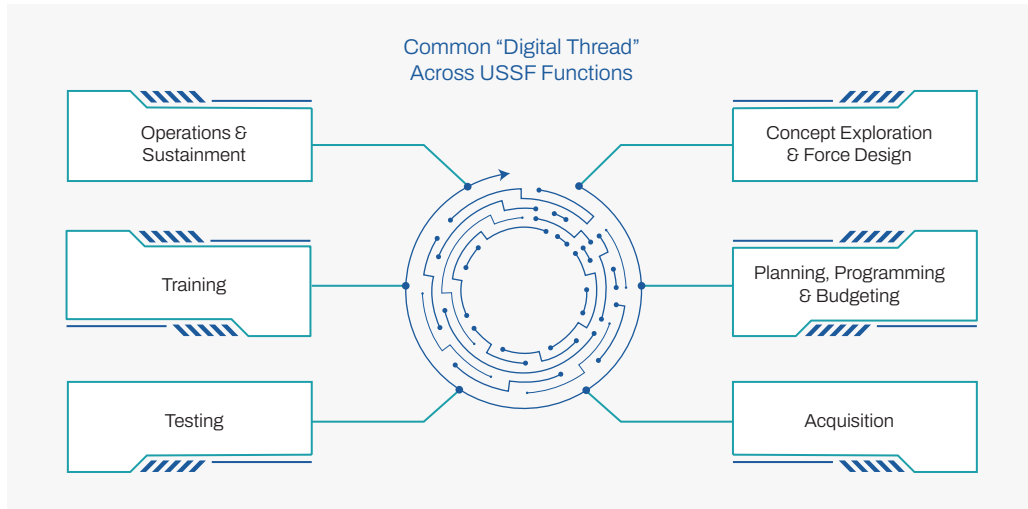 Common “Digital Thread”
Across USSF Functions
Operations &
Sustainment
Concept Exploration
& Force Design
Training
Planning, Programming
& Budgeting
Testing
Acquisition